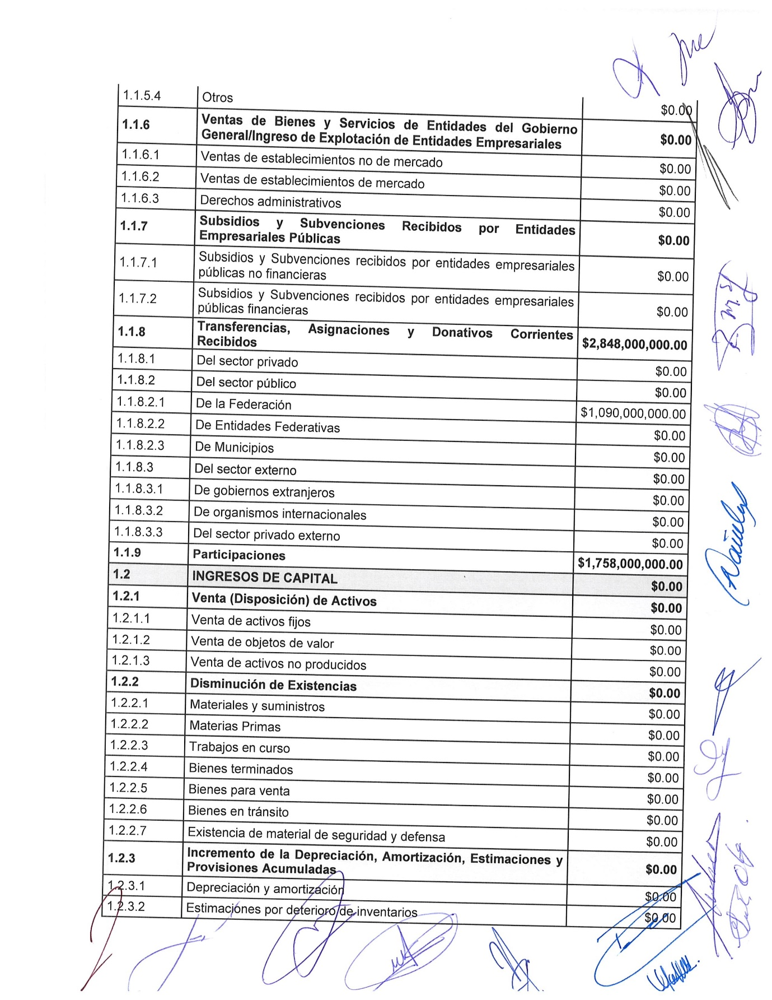 1.1.5.4 Otros $0.00
1.1.6 Ventas de Bienes y Servicios de Entidades del Gobierno
General/Ingreso de Explotación de Entidades Empresariales $0.00
1.1.6.1 Ventas de establecimientos no de mercado $0.00
1.1.6.2 Ventas de establecimientos de mercado $0.00
1.1.6.3 Derechos administrativos $0.00
1.1.7 Subsidios y Subvenciones Recibidos por Entidades
Empresariales Públicas $0.00
1.1.7.1 Subsidios y Subvenciones recibidos por entidades empresariales
públicas no financieras $0.00
1.1.7.2 Subsidios y Subvenciones recibidos por entidades empresariales
públicas financieras $0.00
1.1.8 Transferencias, Asignaciones y Donativos Corrientes
Recibidos $2,848,000,000.00
1.1.8.1 Del sector privado $0.00
1.1.8.2 Del sector público $0.00
1.1.8.2.1 De la Federación $1,090,000,000.00
1.1.8.2.2 De Entidades Federativas $0.00
1.1.8.2.3 De Municipios $0.00
1.1.8.3 Del sector externo $0.00
1.1.8.3.1 De gobiernos extranjeros $0.00
1.1.8.3.2 De organismos internacionales $0.00
1.1.8.3.3 Del sector privado externo $0.00
1.1.9 Participaciones $1,758,000,000.00
1.2 INGRESOS DE CAPITAL $0.00
1.2.1 Venta (Disposición) de Activos $0.00
1.2.1.1 Venta de activos fijos $0.00
1.2.1.2 Venta de objetos de valor $0.00
1.2.1.3 Venta de activos no producidos $0.00
1.2.2 Disminución de Existencias $0.00
1.2.2.1 Materiales y suministros $0.00
1.2.2.2 Materias Primas $0.00
1.2.2.3 Trabajos en curso $0.00
1.2.2.4 Bienes terminados $0.00
1.2.2.5 Bienes para venta $0.00
1.2.2.6 Bienes en tránsito $0.00
1.2.2.7 Existencia de material de seguridad y defensa $0.00
1.2.3 Incremento de la Depreciación, Amortización, Estimaciones y
Provisiones Acumuladas $0.00
1.2.3.1 Depreciación y amortización $0.00
1.2.3.2 Estimaciones por deterioro de inventarios $0.00